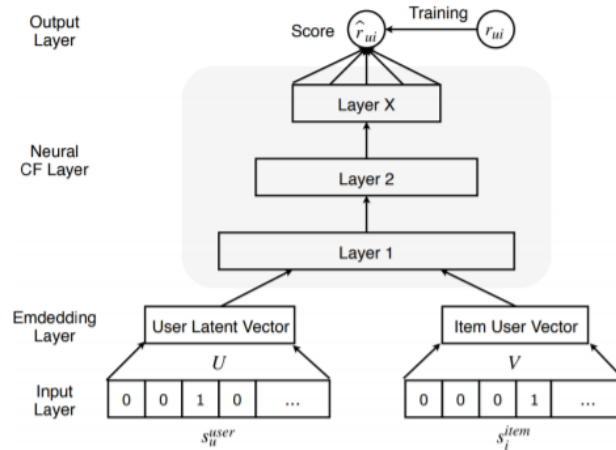 Output
Layer
Score
r̂ui
Training
rui
Layer X
Neural
CF Layer
Layer 2
Layer 1
Emdedding
Layer
User Latent Vector
Item User Vector
U
V
Input
Layer
0 0 1 0 ...
0 0 0 1 ...
s_u^user
s_i^item